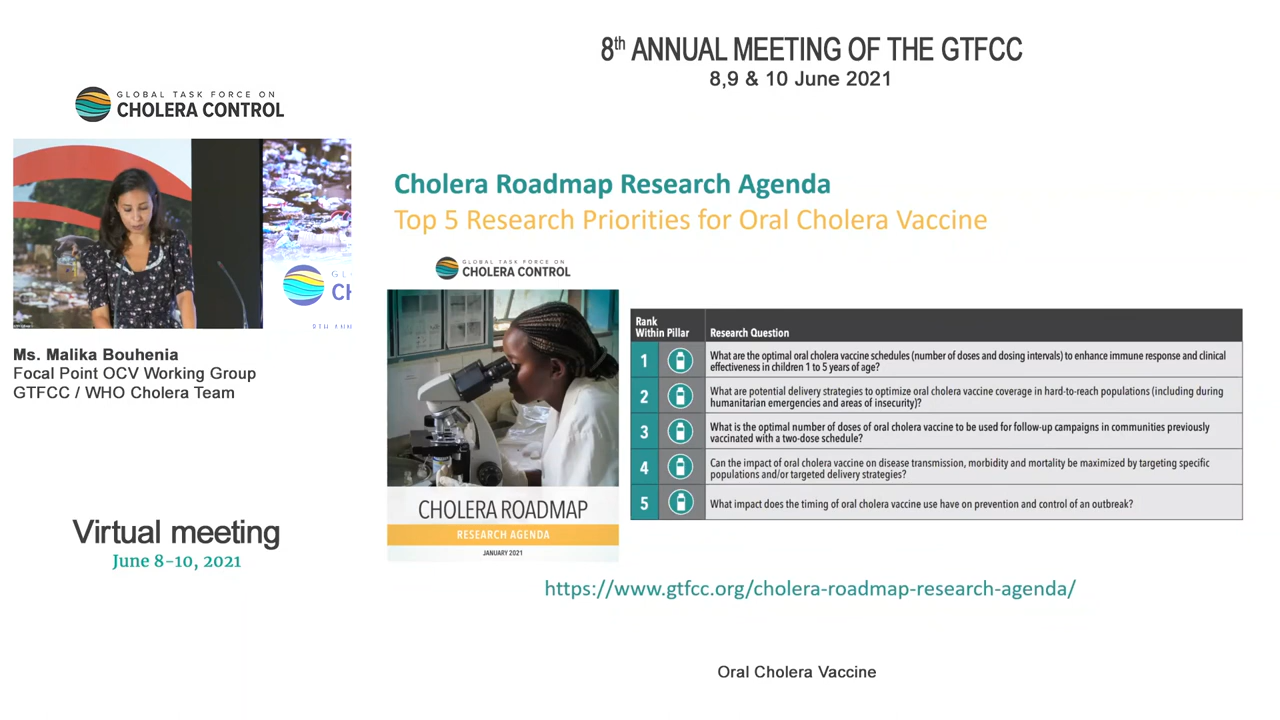 8th ANNUAL MEETING OF THE GTFCC
8,9 & 10 June 2021
GLOBAL TASK FORCE ON
CHOLERA CONTROL
GL
CH
8TH ANN
Ms. Malika Bouhenia
Focal Point OCV Working Group
GTFCC / WHO Cholera Team
Virtual meeting
June 8-10, 2021
Cholera Roadmap Research Agenda
Top 5 Research Priorities for Oral Cholera Vaccine
GLOBAL TASK FORCE ON
CHOLERA CONTROL
CHOLERA ROADMAP
RESEARCH AGENDA
JANUARY 2021
Rank
Within Pillar
Research Question
1
What are the optimal oral cholera vaccine schedules (number of doses and dosing intervals) to enhance immune response and clinical
effectiveness in children 1 to 5 years of age?
2
What are potential delivery strategies to optimize oral cholera vaccine coverage in hard-to-reach populations (including during
humanitarian emergencies and areas of insecurity)?
3
What is the optimal number of doses of oral cholera vaccine to be used for follow-up campaigns in communities previously
vaccinated with a two-dose schedule?
4
Can the impact of oral cholera vaccine on disease transmission, morbidity and mortality be maximized by targeting specific
populations and/or targeted delivery strategies?
5
What impact does the timing of oral cholera vaccine use have on prevention and control of an outbreak?
https://www.gtfcc.org/cholera-roadmap-research-agenda/
Oral Cholera Vaccine